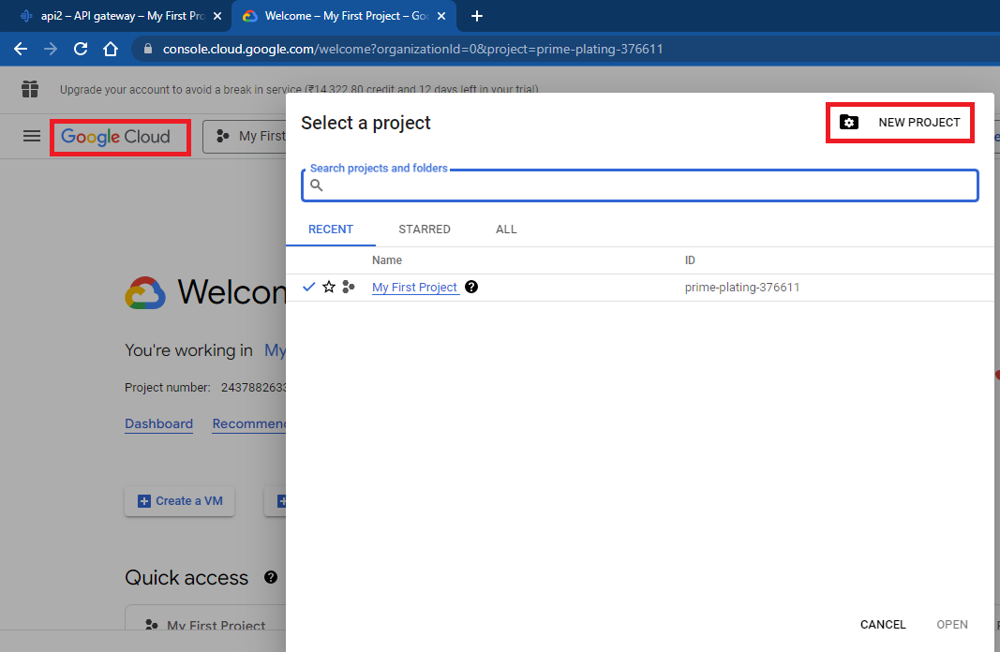 api2 – API gateway – My First Pro
Welcome – My First Project – Goo
console.cloud.google.com/welcome?organizationId=0&project=prime-plating-376611
Upgrade your account to avoid a break in service (₹14,322.80 credit and 12 days left in your trial)
Google Cloud
My First
Select a project
NEW PROJECT
Search projects and folders
RECENT STARRED ALL
Name ID
My First Project prime-plating-376611
Welcom
You're working in My
Project number: 2437882633
Dashboard Recommend
Create a VM
Quick access
My First Project
CANCEL OPEN